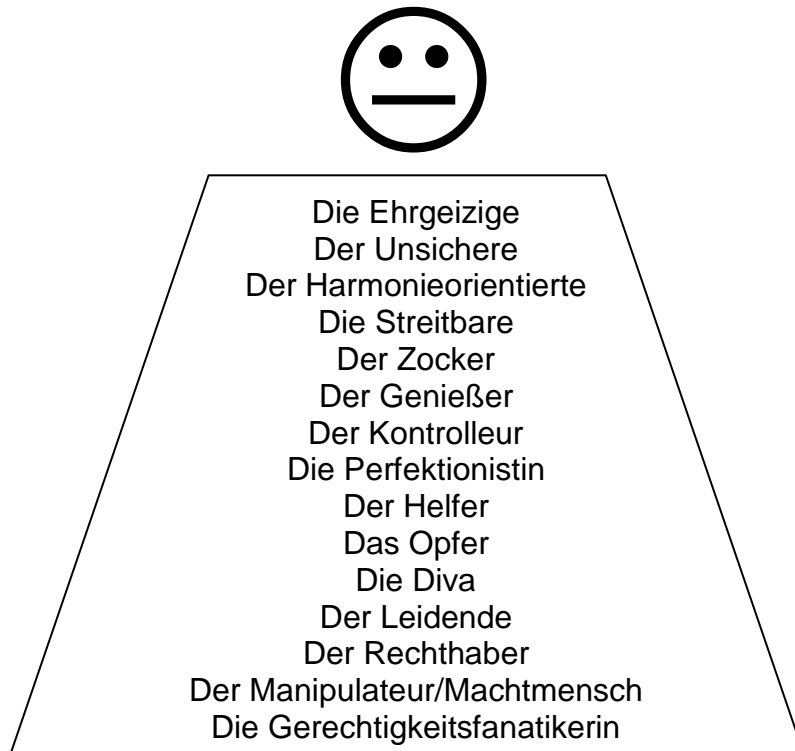 Die Ehrgeizige
Der Unsichere
Der Harmonieorientierte
Die Streitbare
Der Zocker
Der Genießer
Der Kontrolleur
Die Perfektionistin
Der Helfer
Das Opfer
Die Diva
Der Leidende
Der Rechthaber
Der Manipulateur/Machtmensch
Die Gerechtigkeitsfanatikerin